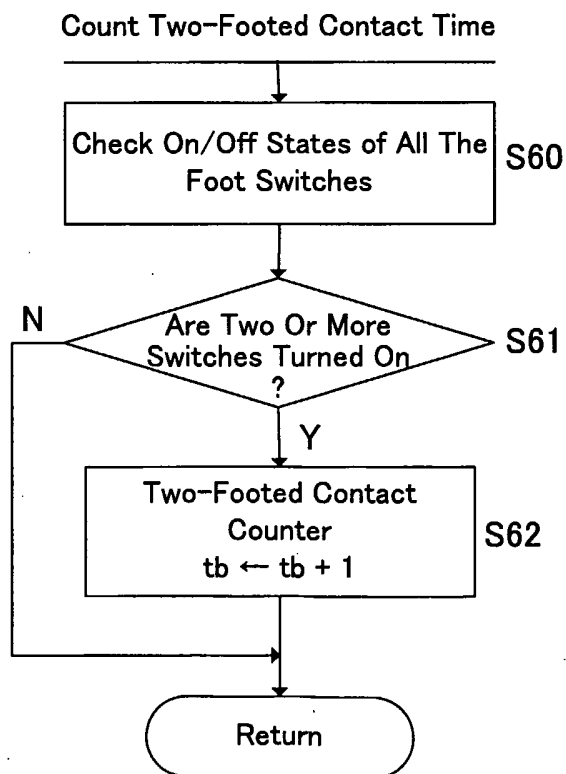 Count Two-Footed Contact Time
Check On/Off States of All The
Foot Switches
S60
N
Are Two Or More
Switches Turned On
?
S61
Y
Two-Footed Contact
Counter
tb ← tb + 1
S62
Return